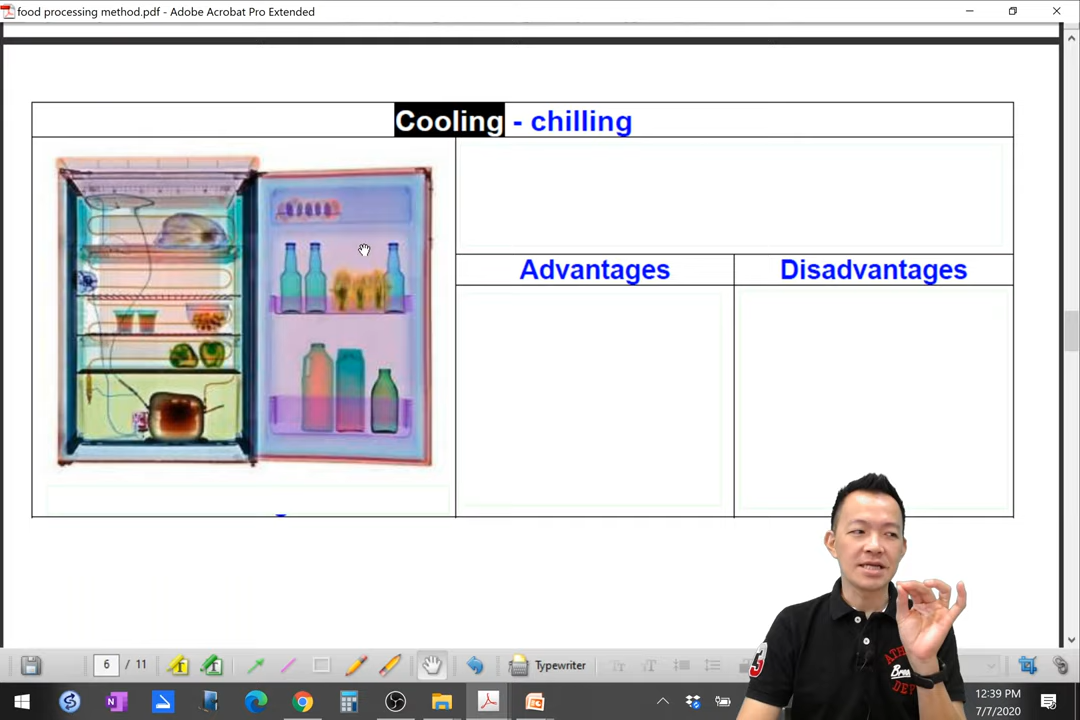 food processing method.pdf - Adobe Acrobat Pro Extended
Cooling - chilling
Advantages
Disadvantages
6 / 11
Typewriter
12:39 PM
7/7/2020